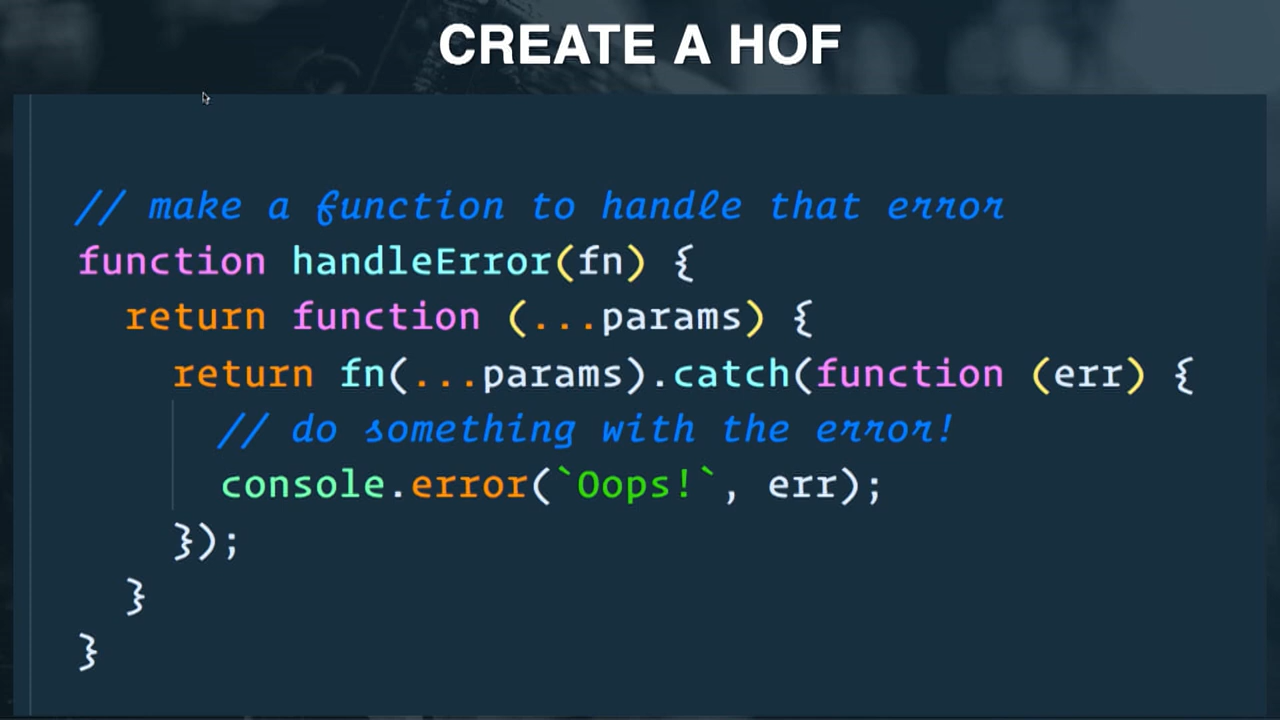 CREATE A HOF
// make a function to handle that error
function handleError(fn) {
  return function (...params) {
    return fn(...params).catch(function (err) {
      // do something with the error!
      console.error(`Oops!`, err);
    });
  }
}